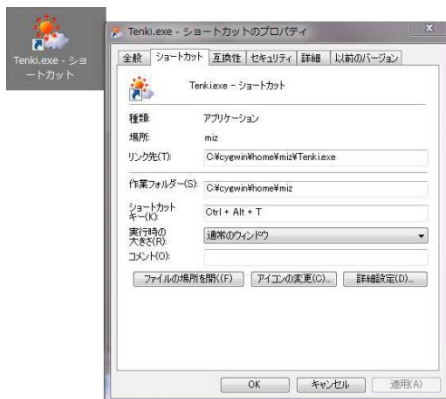 Tenki.exe - ショ
ートカット
Tenki.exe - ショートカットのプロパティ
全般 ショートカット 互換性 セキュリティ 詳細 以前のバージョン
Tenki.exe - ショートカット
種類: アプリケーション
場所: miz
リンク先(T): C:¥cygwin¥home¥miz¥Tenki.exe
作業フォルダー(S): C:¥cygwin¥home¥miz
ショートカット
キー(K): Ctrl + Alt + T
実行時の
大きさ(R): 通常のウィンドウ
コメント(O):
ファイルの場所を開く(F) アイコンの変更(C)... 詳細設定(D)...
OK キャンセル 適用(A)